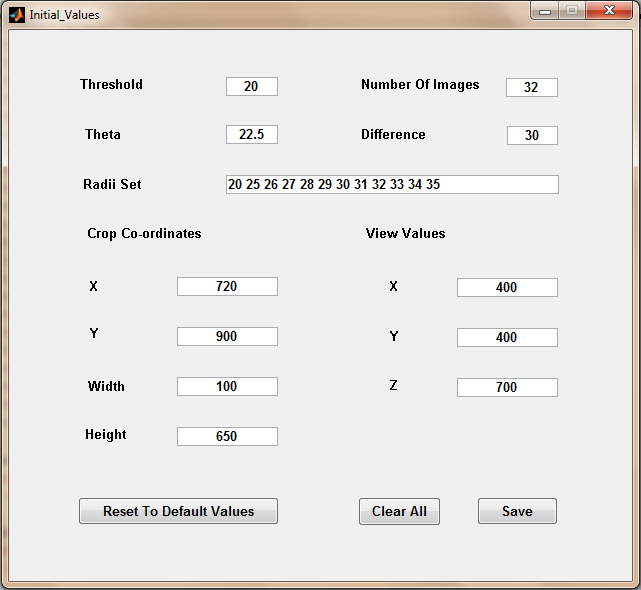 Initial_Values
Threshold 20 Number Of Images 32
Theta 22.5 Difference 30
Radii Set 20 25 26 27 28 29 30 31 32 33 34 35
Crop Co-ordinates View Values
X 720 X 400
Y 900 Y 400
Width 100 Z 700
Height 650
Reset To Default Values Clear All Save